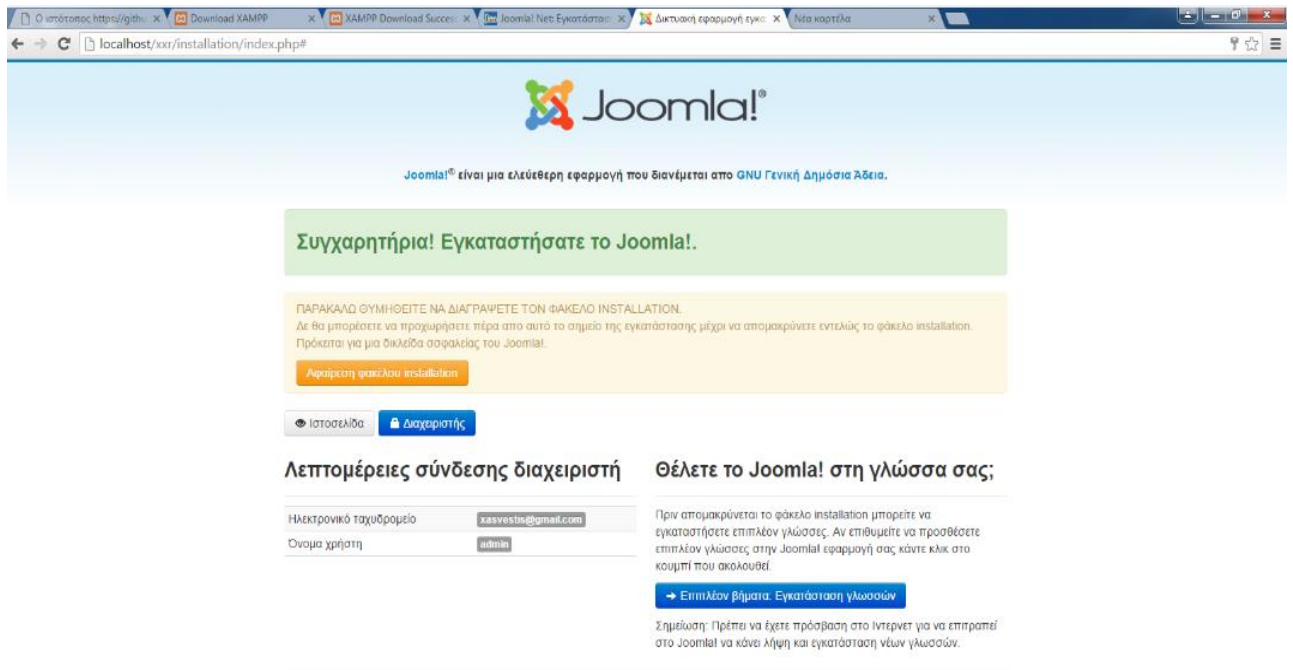 Ο ιστότοπος https://githu
Download XAMPP
XAMPP Download Succes
Joomla! Net: Εγκατάστασ
Δικτυακή εφαρμογή εγκα
Νέα καρτέλα
localhost/xxr/installation/index.php#
Joomla!®
Joomla!® είναι μια ελεύθερη εφαρμογή που διανέμεται απο GNU Γενική Δημόσια Άδεια.
Συγχαρητήρια! Εγκαταστήσατε το Joomla!.
ΠΑΡΑΚΑΛΩ ΘΥΜΗΘΕΙΤΕ ΝΑ ΔΙΑΓΡΑΨΕΤΕ ΤΟΝ ΦΑΚΕΛΟ INSTALLATION.
Δε θα μπορέσετε να προχωρήσετε πέρα απο αυτό το σημείο της εγκατάστασης μέχρι να απομακρύνετε εντελώς το φάκελο installation.
Πρόκειται για μια δικλείδα ασφαλείας του Joomla!.
Αφαίρεση φακέλου installation
Ιστοσελίδα
Διαχειριστής
Λεπτομέρειες σύνδεσης διαχειριστή
Ηλεκτρονικό ταχυδρομείο xasvestis@gmail.com
Όνομα χρήστη admin
Θέλετε το Joomla! στη γλώσσα σας;
Πριν απομακρύνεται το φάκελο installation μπορείτε να
εγκαταστήσετε επιπλέον γλώσσες. Αν επιθυμείτε να προσθέσετε
επιπλέον γλώσσες στην Joomla! εφαρμογή σας κάντε κλικ στο
κουμπί που ακολουθεί.
Επιπλέον βήματα: Εγκατάσταση γλωσσών
Σημείωση: Πρέπει να έχετε πρόσβαση στο Ιντερνετ για να επιτραπεί
στο Joomla! να κάνει λήψη και εγκατάσταση νέων γλωσσών.